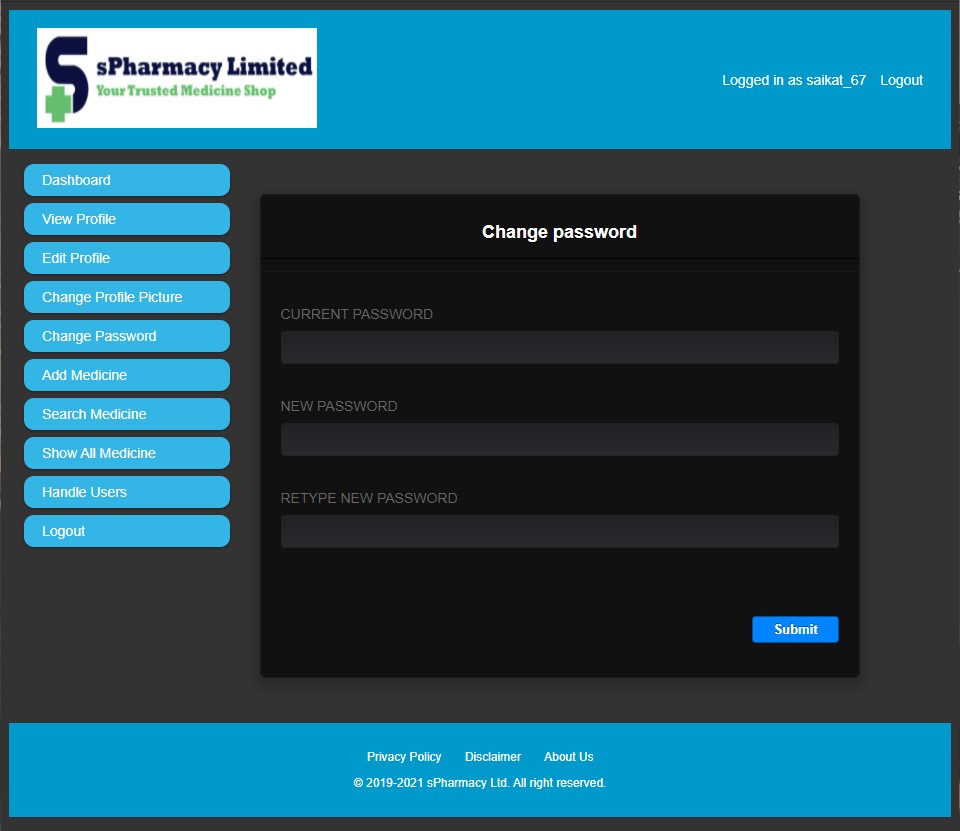 sPharmacy Limited
Your Trusted Medicine Shop
Logged in as saikat_67 Logout
Dashboard
View Profile
Edit Profile
Change Profile Picture
Change Password
Add Medicine
Search Medicine
Show All Medicine
Handle Users
Logout
Change password
CURRENT PASSWORD
NEW PASSWORD
RETYPE NEW PASSWORD
Submit
Privacy Policy Disclaimer About Us
© 2019-2021 sPharmacy Ltd. All right reserved.